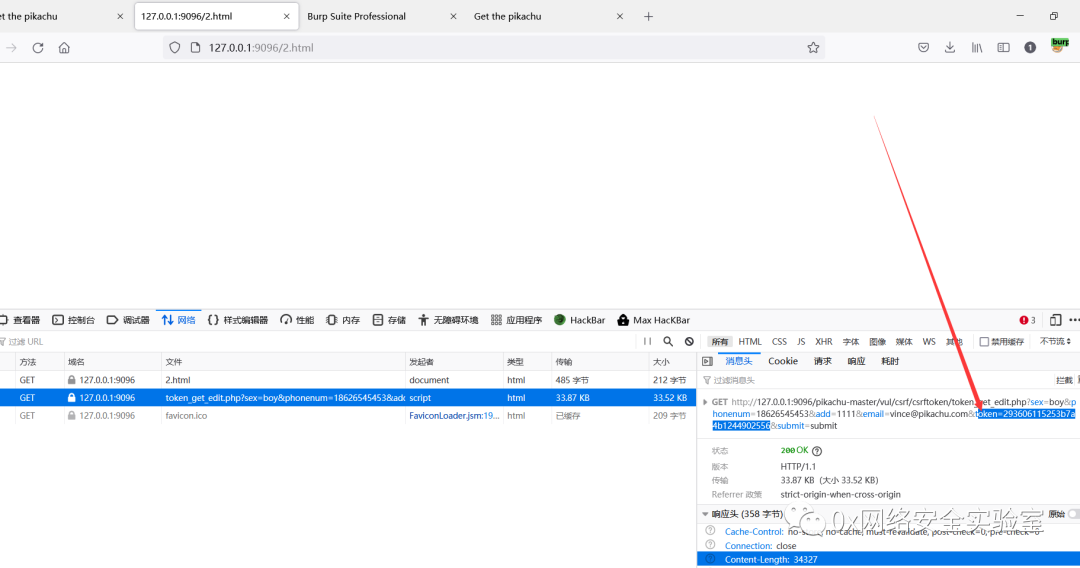 et the pikachu 127.0.0.1:9096/2.html Burp Suite Professional Get the pikachu
127.0.0.1:9096/2.html 1 burp
查看器 控制台 调试器 网络 样式编辑器 性能 内存 存储 无障碍环境 应用程序 HackBar Max HacKBar 3
过滤 URL 所有 HTML CSS JS XHR 字体 图像 媒体 WS 其他 禁用缓存 不节流
方法 域名 文件 发起者 类型 传输 大小 消息头 Cookie 请求 响应 耗时
GET 127.0.0.1:9096 2.html document html 485 字节 212 字节
GET 127.0.0.1:9096 token_get_edit.php?sex=boy&phonenum=18626545453&adc script html 33.87 KB 33.52 KB
GET 127.0.0.1:9096 favicon.ico FaviconLoader.jsm:19... html 已缓存 209 字节
过滤消息头 拦截
GET http://127.0.0.1:9096/pikachu-master/vul/csrf/csrftoken/token_get_edit.php?sex=boy&p
honenum=18626545453&add=1111&email=vince@pikachu.com&token=293606115253b7a
4b1244902556&submit=submit
状态 200 OK
版本 HTTP/1.1
传输 33.87 KB (大小 33.52 KB)
Referrer 政策 strict-origin-when-cross-origin
响应头 (358 字节) 原始
0x网络安全实验室
Cache-Control: no-store, no-cache, must-revalidate, post-check=0, pre-check=0
Connection: close
Content-Length: 34327